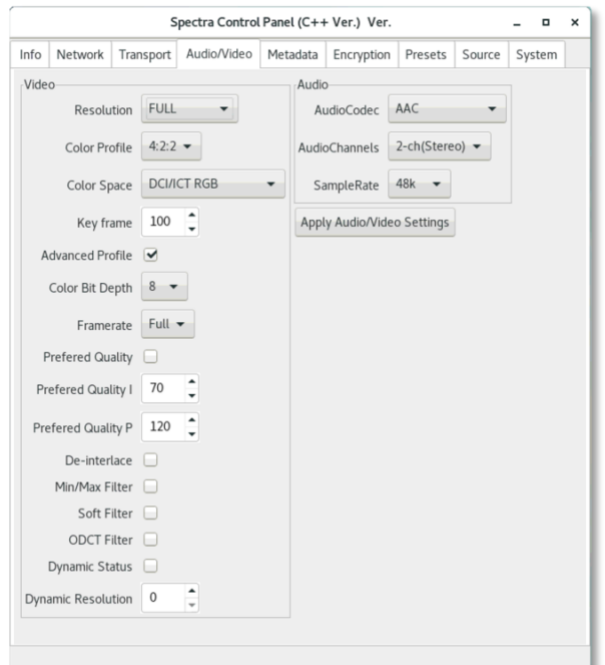 Spectra Control Panel (C++ Ver.) Ver.
Info Network Transport Audio/Video Metadata Encryption Presets Source System
Video
Resolution FULL
Color Profile 4:2:2
Color Space DCI/ICT RGB
Key frame 100
Advanced Profile
Color Bit Depth 8
Framerate Full
Prefered Quality
Prefered Quality I 70
Prefered Quality P 120
De-interlace
Min/Max Filter
Soft Filter
ODCT Filter
Dynamic Status
Dynamic Resolution 0
Audio
AudioCodec AAC
AudioChannels 2-ch(Stereo)
SampleRate 48k
Apply Audio/Video Settings